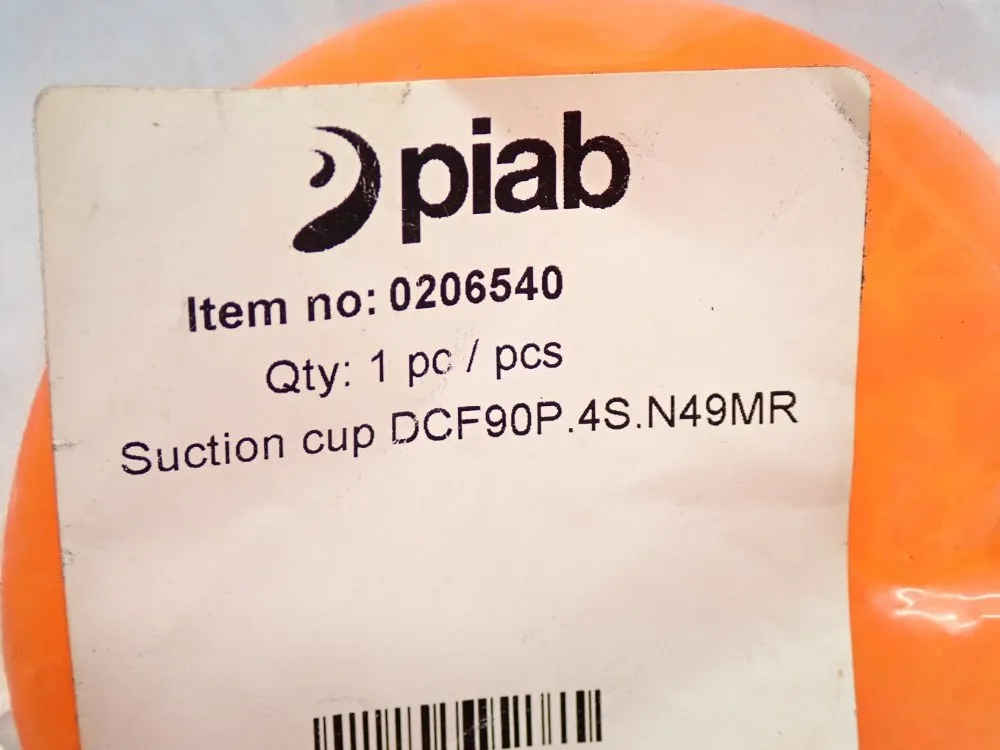 piab
Item no: 0206540
Qty: 1 pc / pcs
Suction cup DCF90P.4S.N49MR